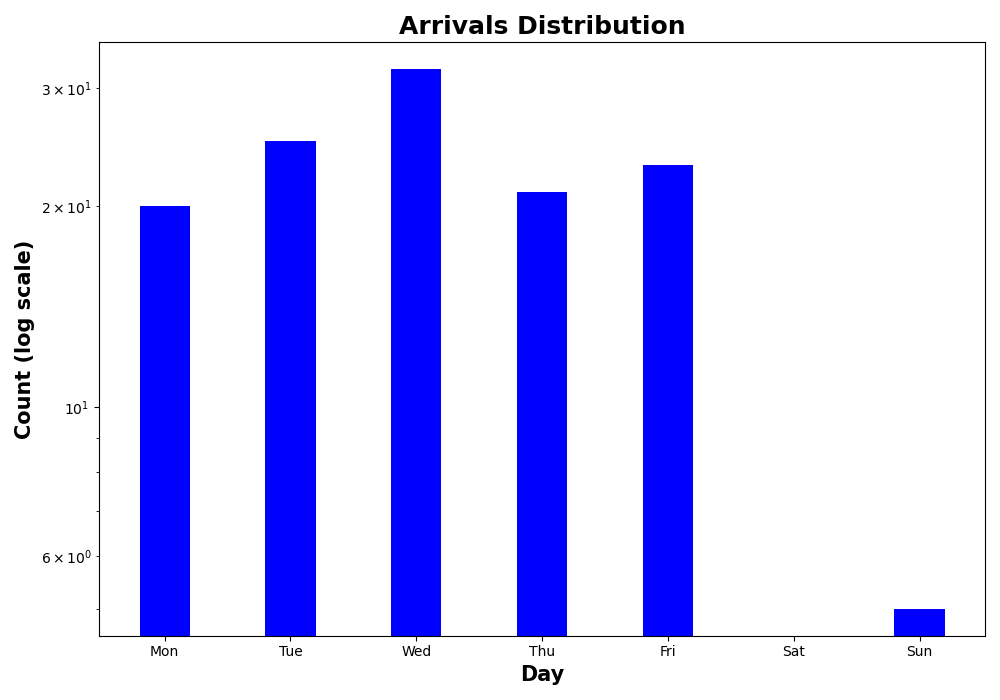 Arrivals Distribution
Count (log scale)
3 × 10¹
2 × 10¹
10¹
6 × 10⁰
Mon Tue Wed Thu Fri Sat Sun
Day